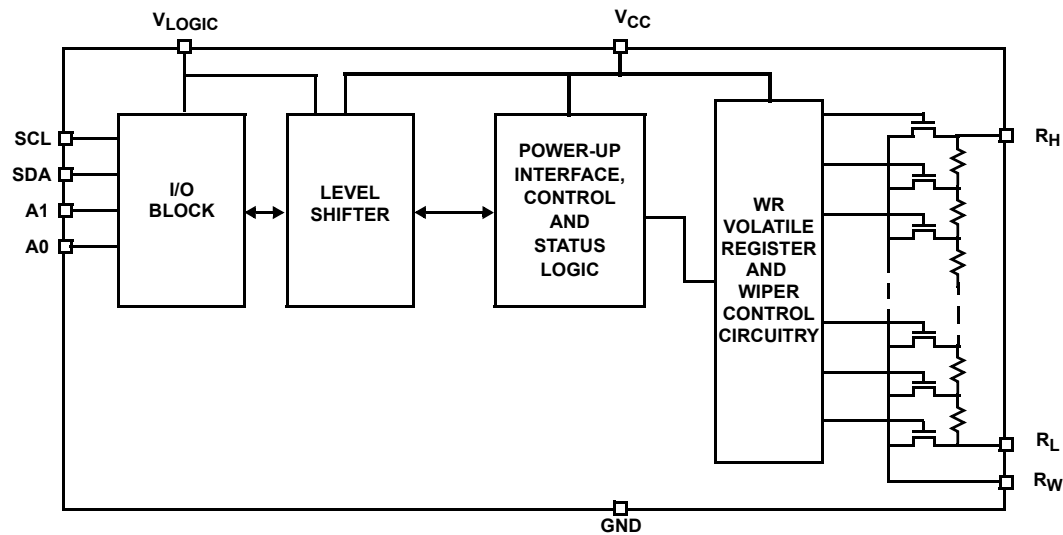 VLOGIC
VCC
SCL
SDA
A1
A0
I/O
BLOCK
LEVEL
SHIFTER
POWER-UP
INTERFACE,
CONTROL
AND
STATUS
LOGIC
WR
VOLATILE
REGISTER
AND
WIPER
CONTROL
CIRCUITRY
RH
RL
RW
GND